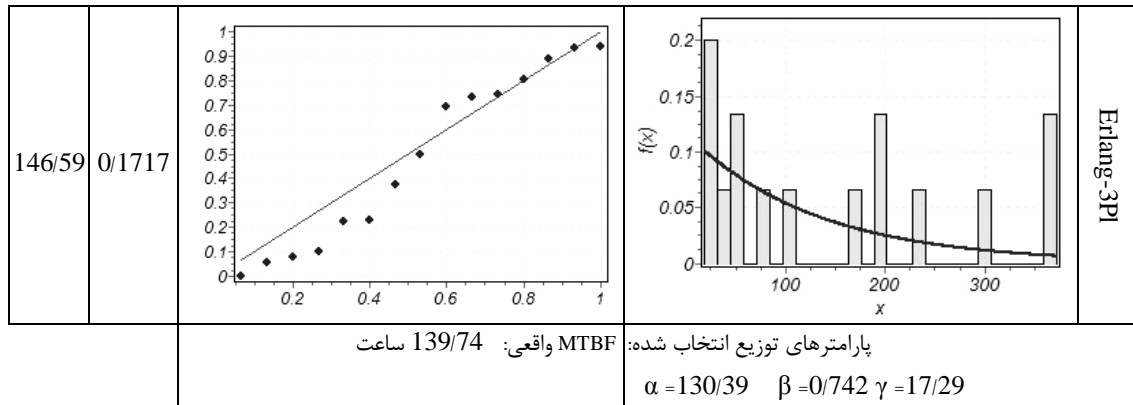 146/59 0/1717
1
0.9
0.8
0.7
0.6
0.5
0.4
0.3
0.2
0.1
0
0.2 0.4 0.6 0.8 1
0.2
0.15
0.1
0.05
0
f(x)
100 200 300
x
Erlang-3Pl
پارامترهای توزیع انتخاب شده:
MTBF واقعی: 139/74 ساعت
α =130/39 β =0/742 γ =17/29